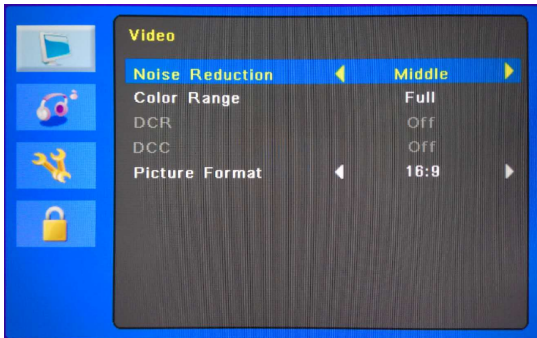 Video
Noise Reduction Middle
Color Range Full
DCR Off
DCC Off
Picture Format 16:9